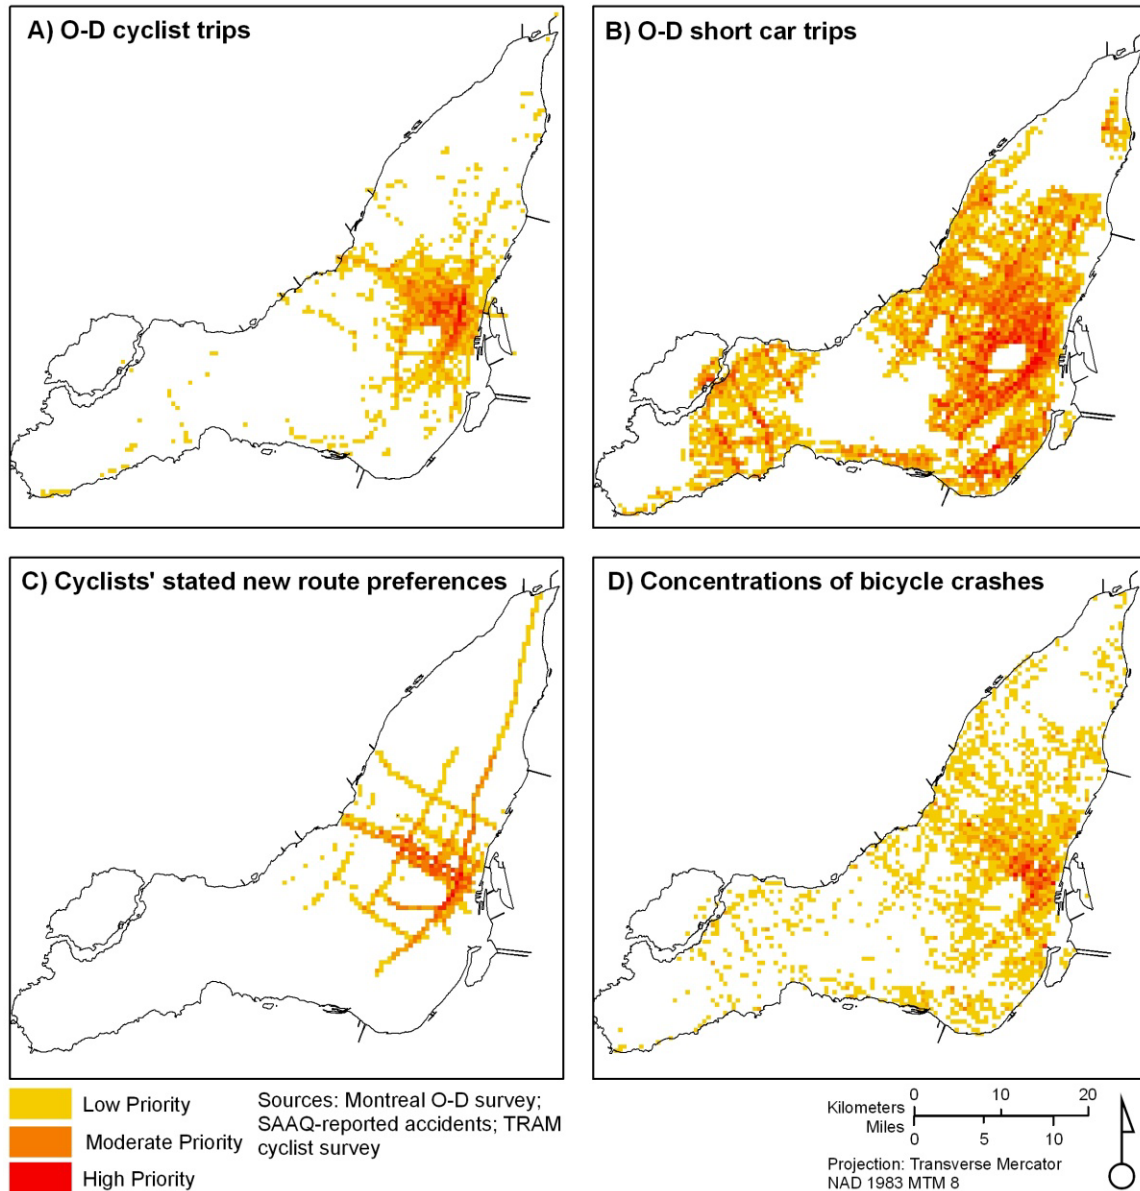 A) O-D cyclist trips
B) O-D short car trips
C) Cyclists' stated new route preferences
D) Concentrations of bicycle crashes
Low Priority
Moderate Priority
High Priority
Sources: Montreal O-D survey;
SAAQ-reported accidents; TRAM
cyclist survey
Kilometers 0 10 20
Miles 0 5 10
Projection: Transverse Mercator
NAD 1983 MTM 8